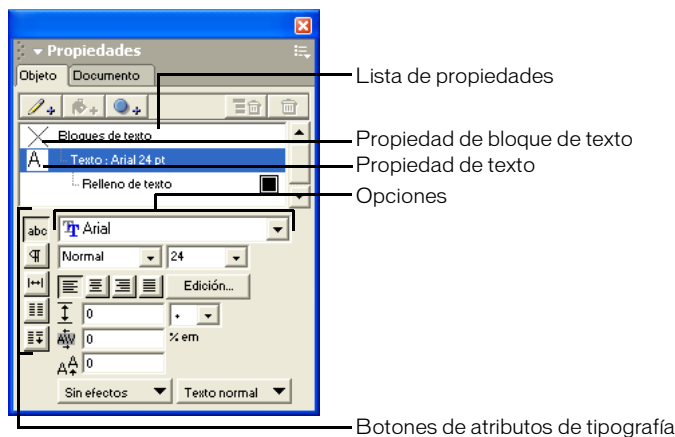 Propiedades
Objeto Documento
Lista de propiedades
Bloques de texto
Propiedad de bloque de texto
A Texto : Arial 24 pt
Propiedad de texto
Relleno de texto
Opciones
abc Arial
Normal 24
Edición...
0 +
0 % em
0
Sin efectos Texto normal
Botones de atributos de tipografía